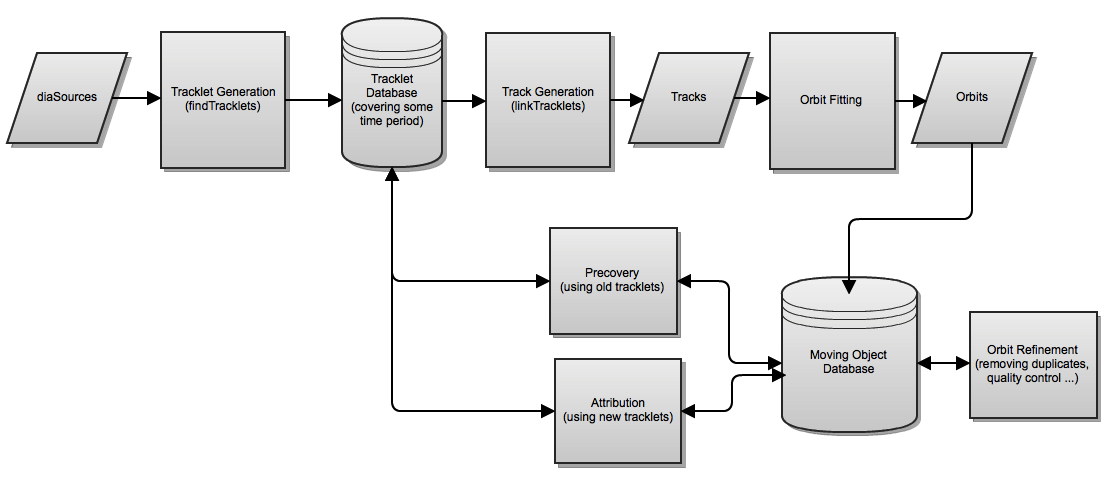 diaSources
Tracklet Generation
(findTracklets)
Tracklet
Database
(covering some
time period)
Track Generation
(linkTracklets)
Tracks
Orbit Fitting
Orbits
Precovery
(using old tracklets)
Attribution
(using new tracklets)
Moving Object
Database
Orbit Refinement
(removing duplicates,
quality control ...)